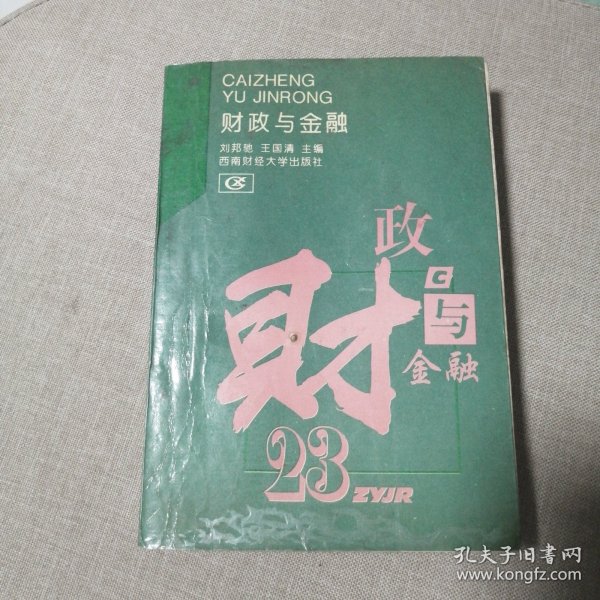 CAIZHENG
YU JINRONG
财政与金融
刘邦驰 王国清 主编
西南财经大学出版社
政
C
财
与
金融
23
ZYJR
孔夫子旧书网
www.kongfz.com